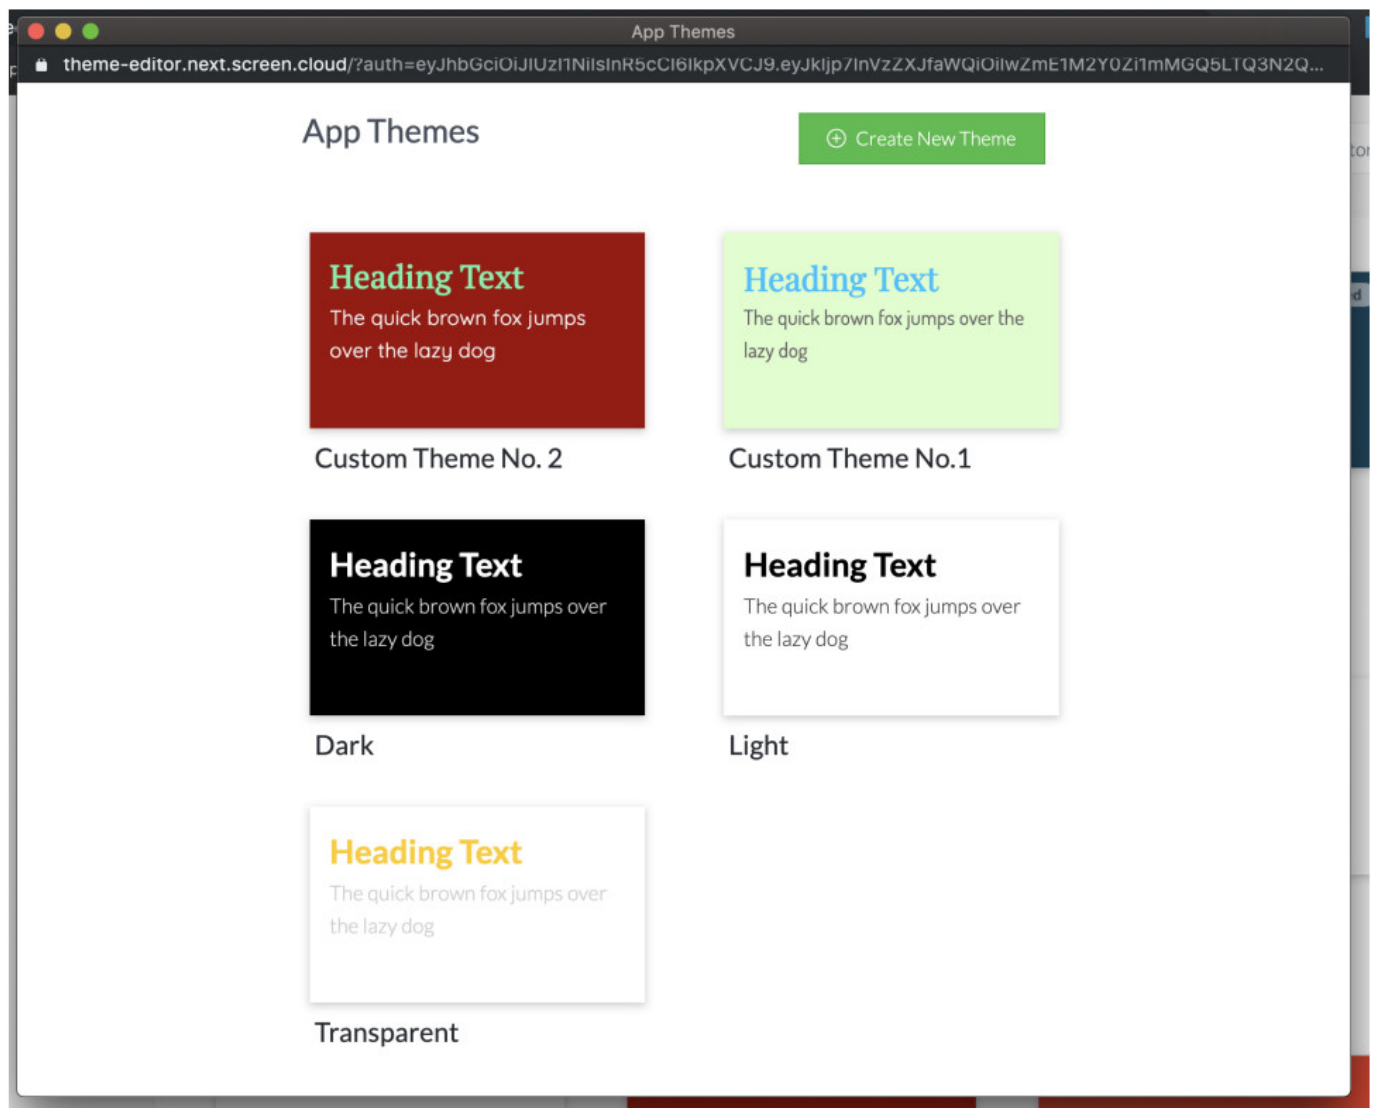 App Themes
theme-editor.next.screen.cloud
App Themes
Create New Theme
Heading Text
The quick brown fox jumps
over the lazy dog
Custom Theme No. 2
Heading Text
The quick brown fox jumps over the
lazy dog
Custom Theme No.1
Heading Text
The quick brown fox jumps over
the lazy dog
Dark
Heading Text
The quick brown fox jumps over
the lazy dog
Light
Heading Text
The quick brown fox jumps over
the lazy dog
Transparent